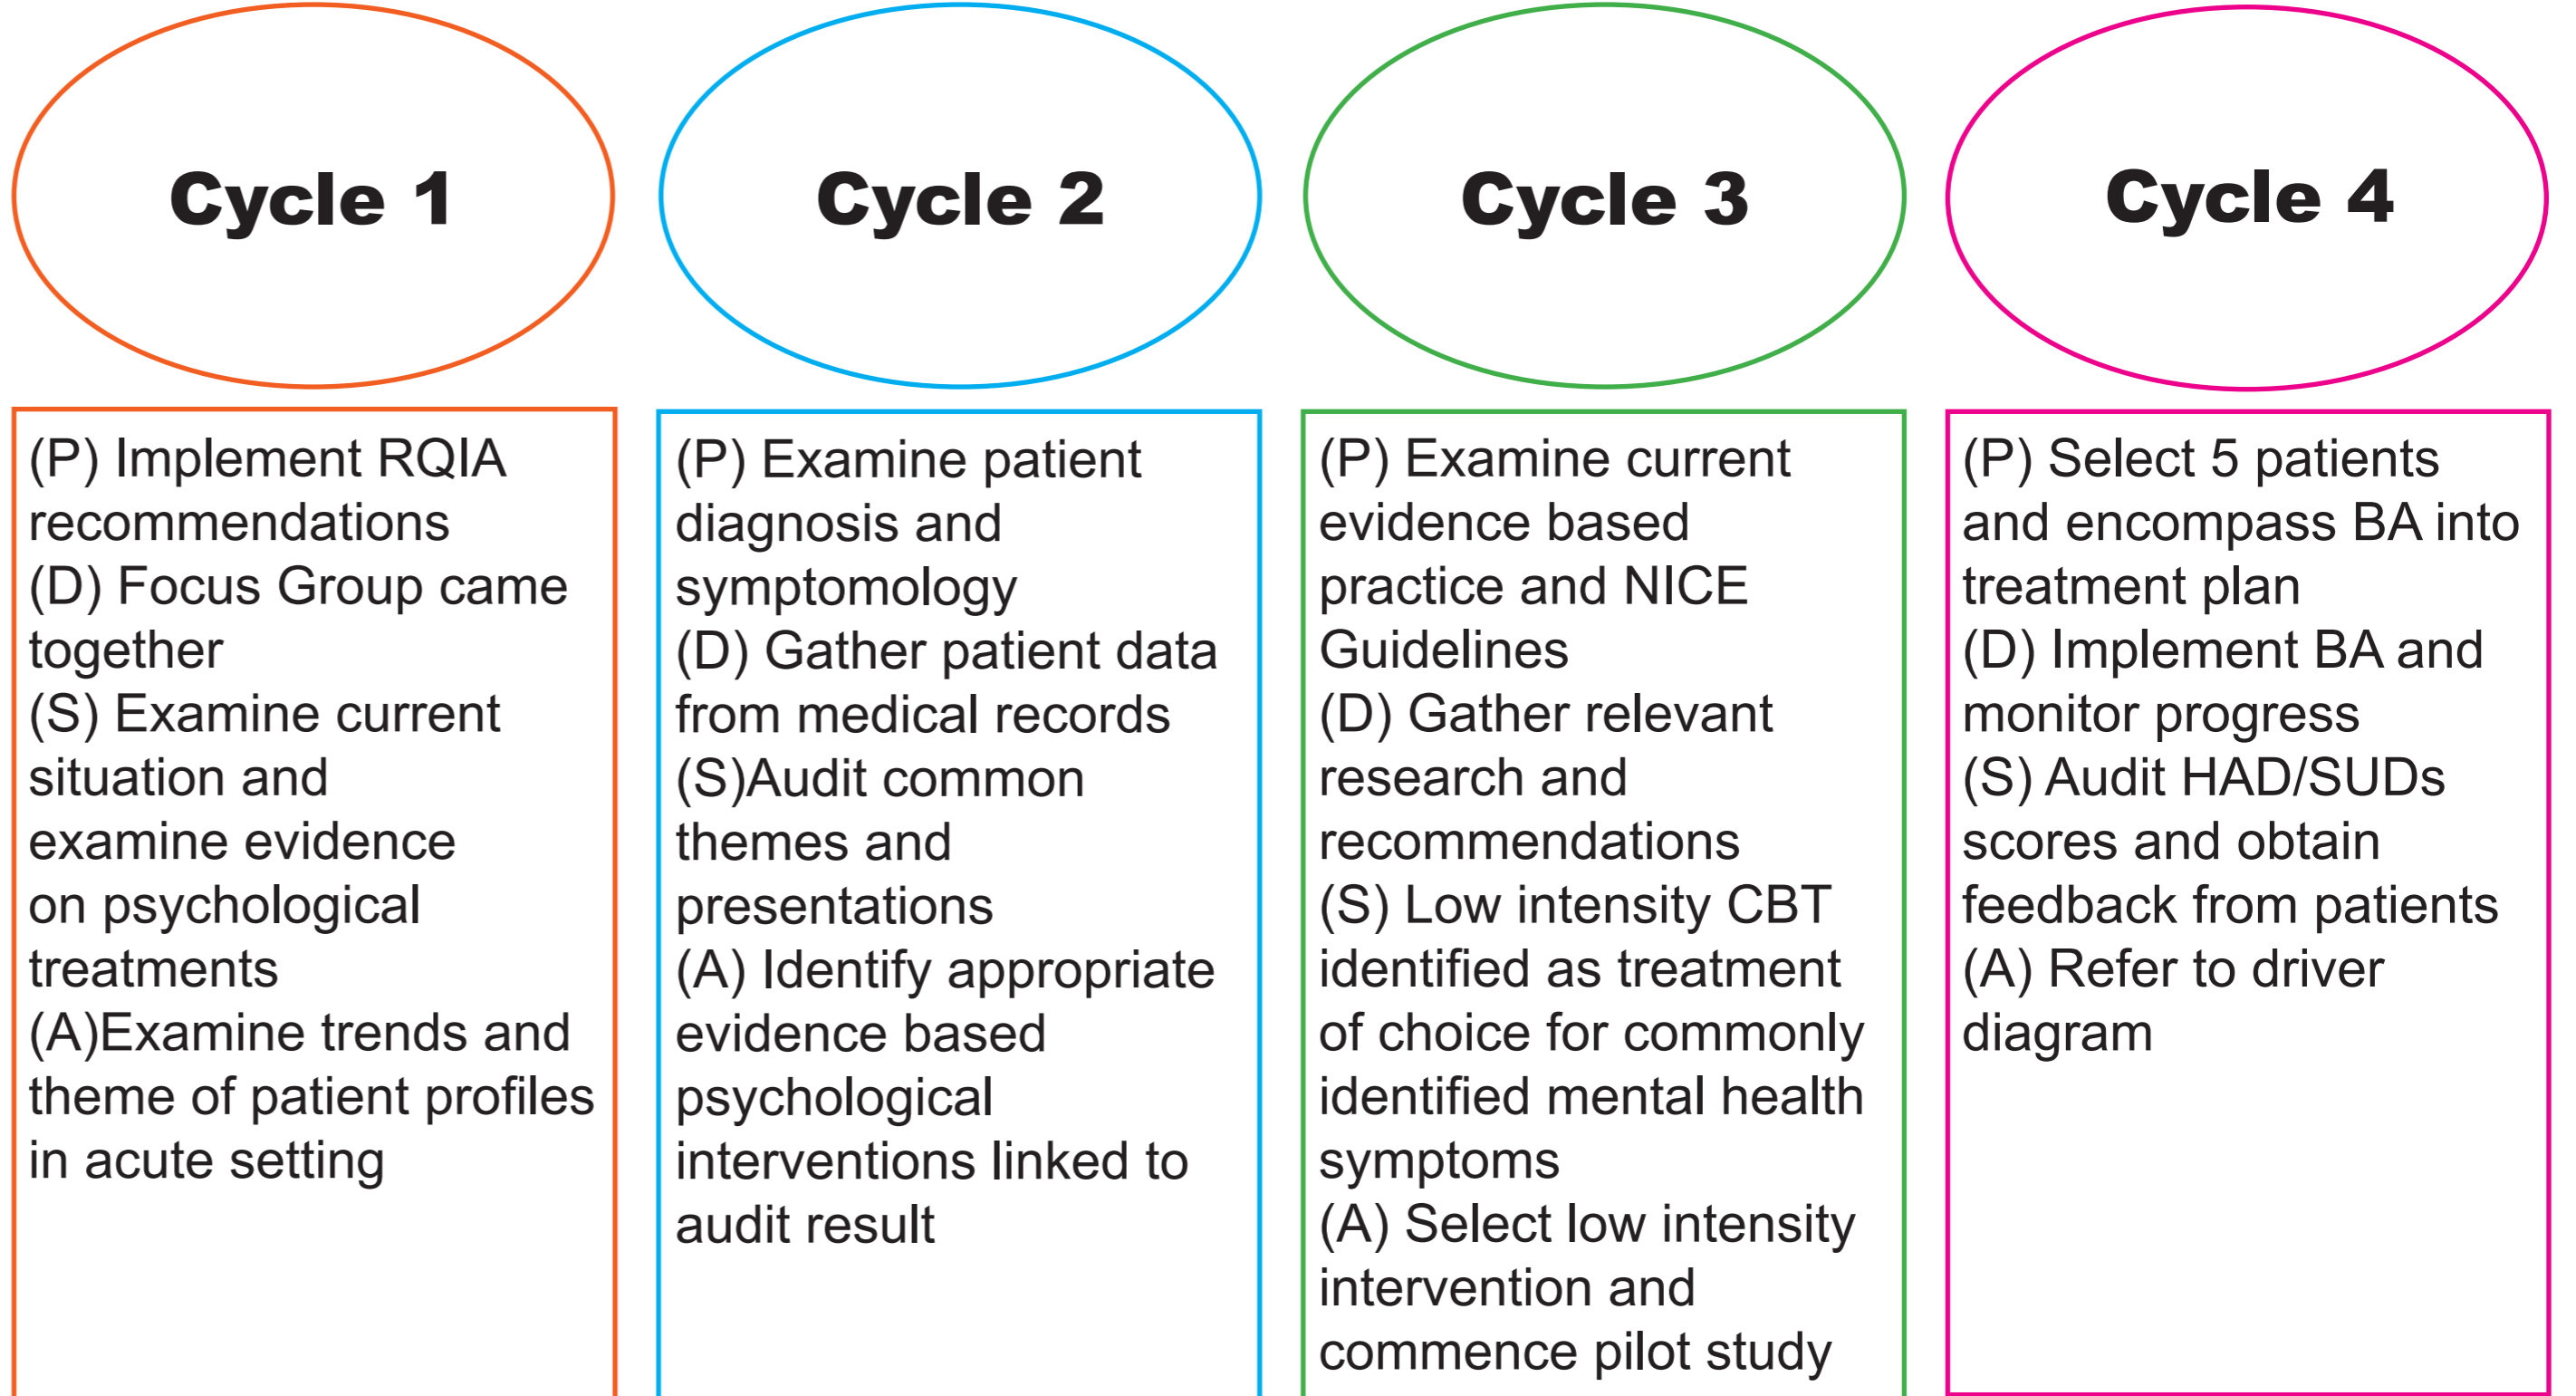 Cycle 1
(P) Implement RQIA
recommendations
(D) Focus Group came
together
(S) Examine current
situation and
examine evidence
on psychological
treatments
(A)Examine trends and
theme of patient profiles
in acute setting
Cycle 2
(P) Examine patient
diagnosis and
symptomology
(D) Gather patient data
from medical records
(S)Audit common
themes and
presentations
(A) Identify appropriate
evidence based
psychological
interventions linked to
audit result
Cycle 3
(P) Examine current
evidence based
practice and NICE
Guidelines
(D) Gather relevant
research and
recommendations
(S) Low intensity CBT
identified as treatment
of choice for commonly
identified mental health
symptoms
(A) Select low intensity
intervention and
commence pilot study
Cycle 4
(P) Select 5 patients
and encompass BA into
treatment plan
(D) Implement BA and
monitor progress
(S) Audit HAD/SUDs
scores and obtain
feedback from patients
(A) Refer to driver
diagram